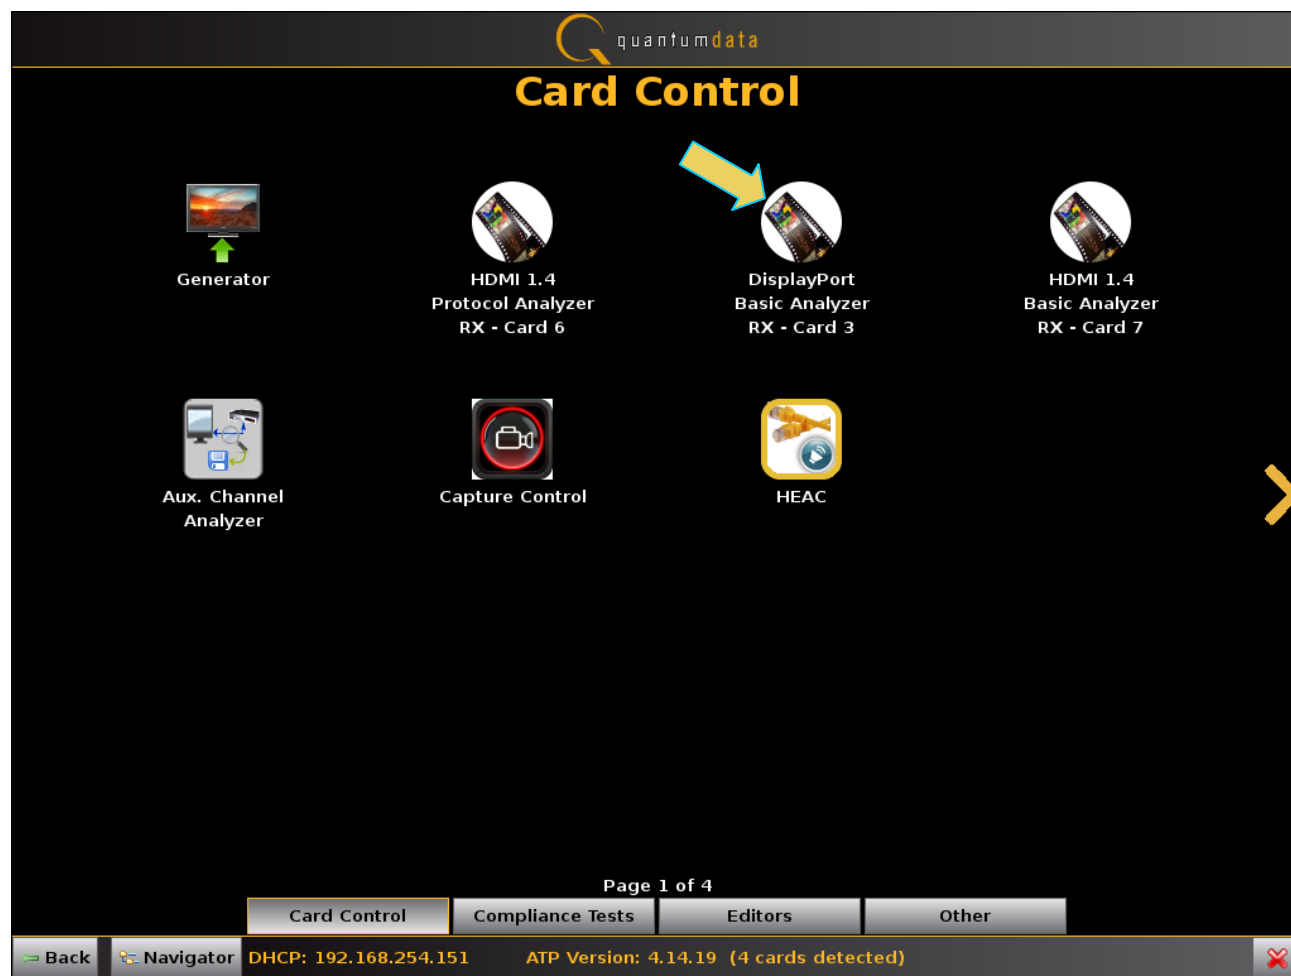 quantumdata
Card Control
Generator
HDMI 1.4
Protocol Analyzer
RX - Card 6
DisplayPort
Basic Analyzer
RX - Card 3
HDMI 1.4
Basic Analyzer
RX - Card 7
Aux. Channel
Analyzer
Capture Control
HEAC
Page 1 of 4
Card Control
Compliance Tests
Editors
Other
Back
Navigator
DHCP: 192.168.254.151
ATP Version: 4.14.19 (4 cards detected)